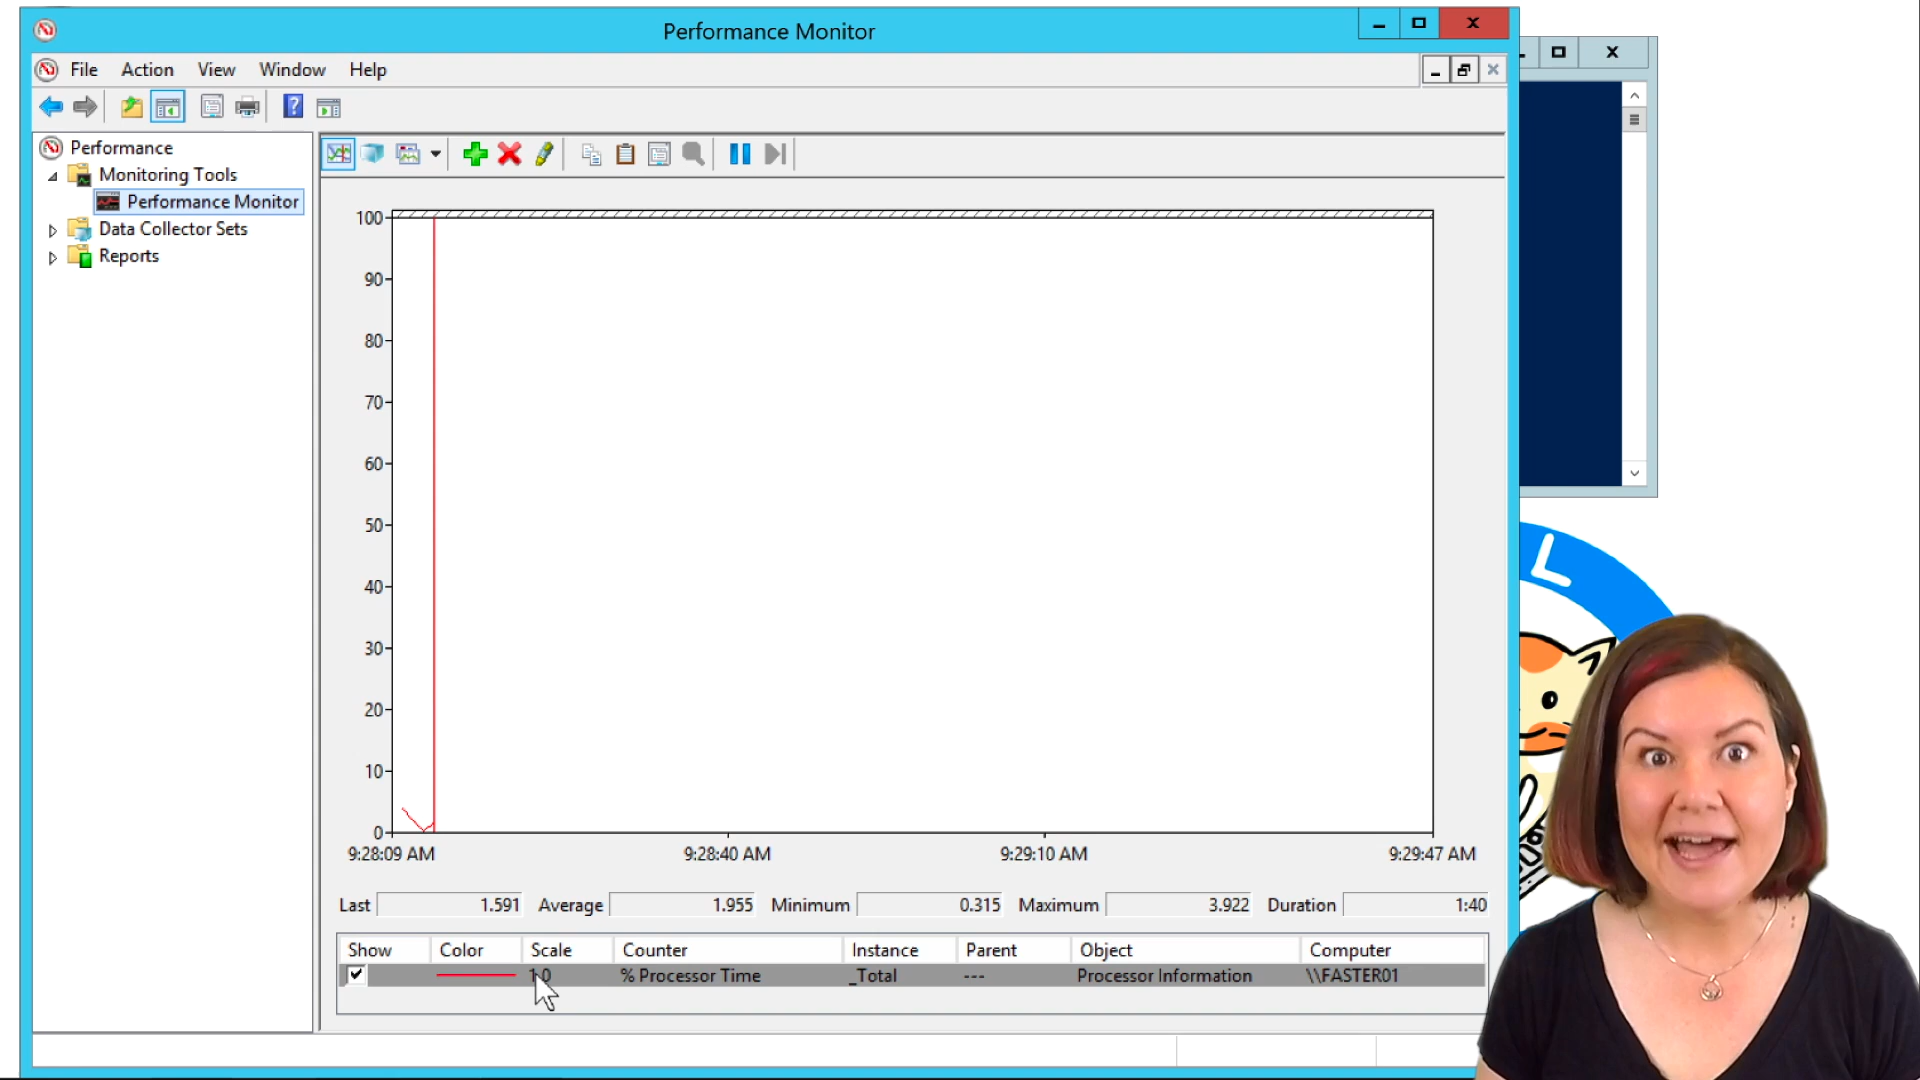 Performance Monitor
File Action View Window Help
Performance
Monitoring Tools
Performance Monitor
Data Collector Sets
Reports
100
90
80
70
60
50
40
30
20
10
0
9:28:09 AM 9:28:40 AM 9:29:10 AM 9:29:47 AM
Last 1.591 Average 1.955 Minimum 0.315 Maximum 3.922 Duration 1:40
Show Color Scale Counter Instance Parent Object Computer
1.0 % Processor Time _Total --- Processor Information \\FASTER01
L